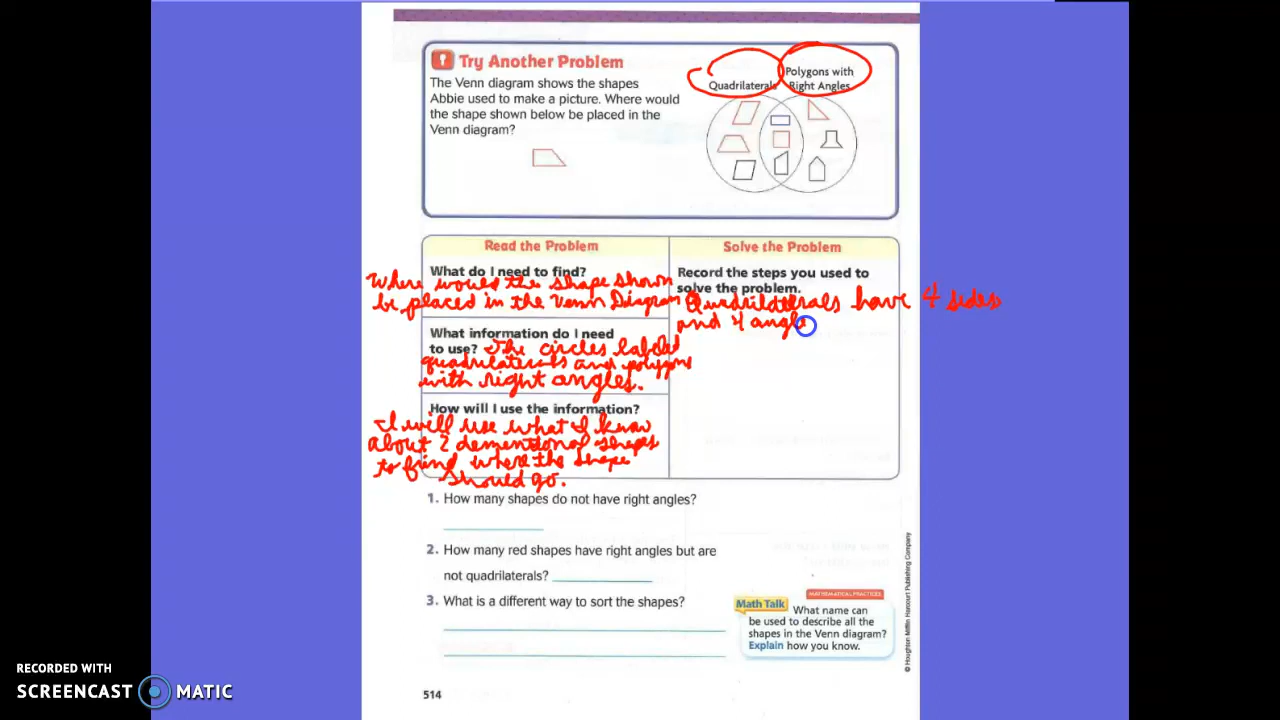 Try Another Problem
The Venn diagram shows the shapes
Abbie used to make a picture. Where would
the shape shown below be placed in the
Venn diagram?
Quadrilaterals
Polygons with
Right Angles
Read the Problem
What do I need to find?
Where would the shape shown
be placed in the Venn Diagram
What information do I need
to use? The circles labeled
quadrilaterals and polygons
with right angles.
How will I use the information?
I will use what I know
about 2 dementional shapes
to find where the shape
should go.
Solve the Problem
Record the steps you used to
solve the problem.
Quadrilaterals have 4 sides
and 4 angle
1. How many shapes do not have right angles?
2. How many red shapes have right angles but are
not quadrilaterals?
3. What is a different way to sort the shapes?
MATHEMATICAL PRACTICES
Math Talk
What name can
be used to describe all the
shapes in the Venn diagram?
Explain how you know.
© Houghton Mifflin Harcourt Publishing Company
514
RECORDED WITH
SCREENCAST MATIC